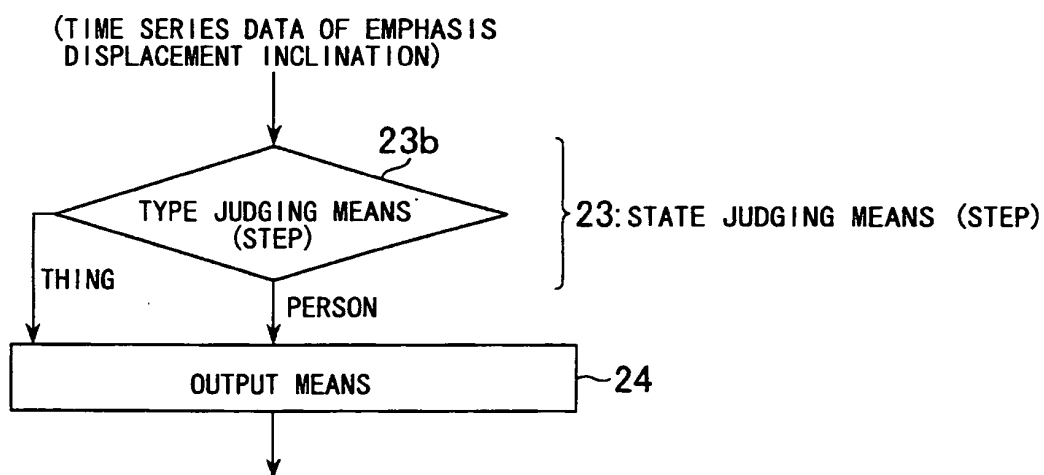 (TIME SERIES DATA OF EMPHASIS
DISPLACEMENT INCLINATION)
23b
TYPE JUDGING MEANS
(STEP)
23: STATE JUDGING MEANS (STEP)
THING
PERSON
OUTPUT MEANS
24